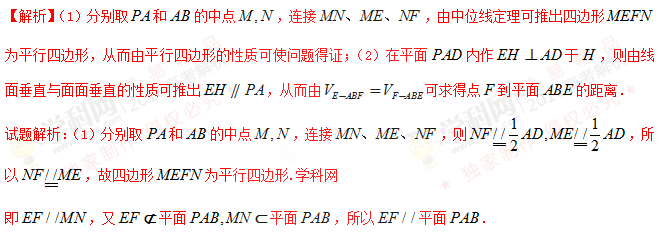 【解析】(1)分别取PA和AB的中点M,N,连接MN、ME、NF,由中位线定理可推出四边形MEFN
为平行四边形,从而由平行四边形的性质可使问题得证;(2)在平面PAD内作EH⊥AD于H,则由线
面垂直与面面垂直的性质可推出EH∥PA,从而由V_{E-ABF}=V_{F-ABE}可求得点F到平面ABE的距离.
试题解析:(1)分别取PA和AB的中点M,N,连接MN、ME、NF,则NF//=1/2AD,ME//=1/2AD,所
以NF//=ME,故四边形MEFN为平行四边形.学科网
即EF//MN,又EF⊄平面PAB,MN⊂平面PAB,所以EF//平面PAB.